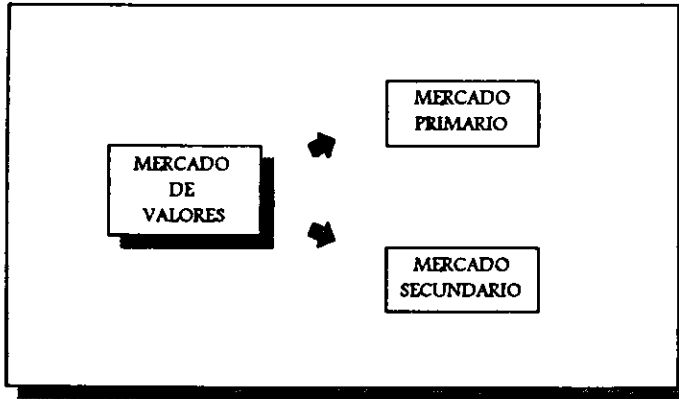 MERCADO
DE
VALORES
MERCADO
PRIMARIO
MERCADO
SECUNDARIO